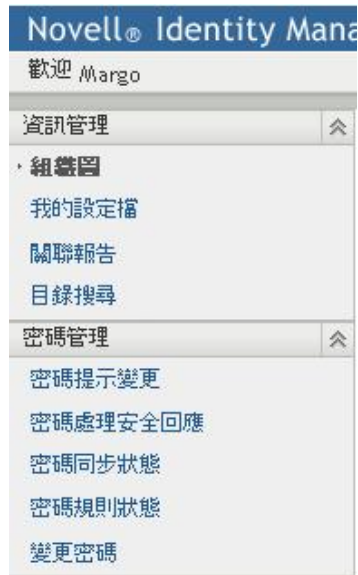 Novell® Identity Mana
歡迎 Margo
資訊管理
組織圖
我的設定檔
關聯報告
目錄搜尋
密碼管理
密碼提示變更
密碼處理安全回應
密碼同步狀態
密碼規則狀態
變更密碼